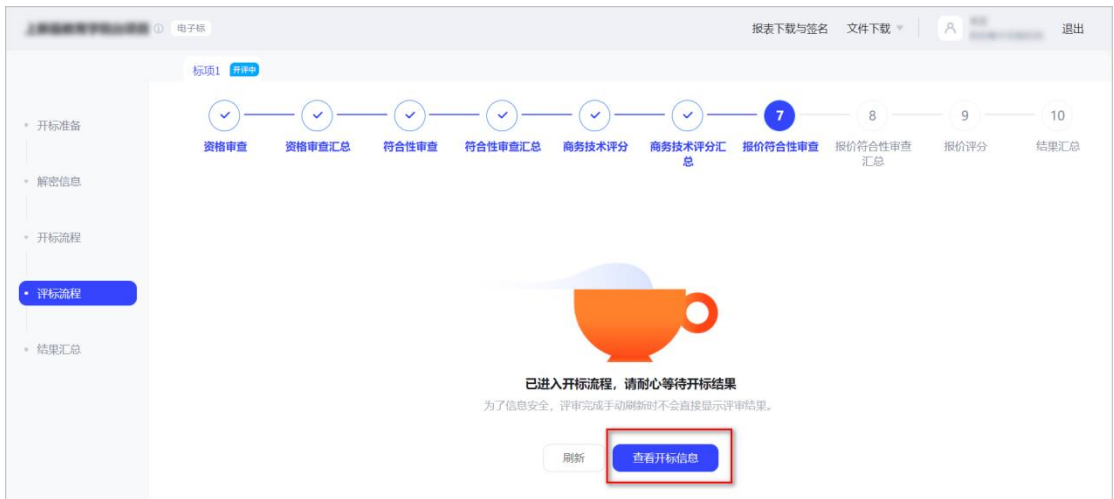 电子标
报表下载与签名 文件下载 退出
标项1 开评中
开标准备
解密信息
开标流程
评标流程
结果汇总
7 8 9 10
资格审查 资格审查汇总 符合性审查 符合性审查汇总 商务技术评分 商务技术评分汇总 报价符合性审查 报价符合性审查汇总 报价评分 结果汇总
已进入开标流程，请耐心等待开标结果
为了信息安全，评审完成手动刷新时不会直接显示评审结果。
刷新 查看开标信息